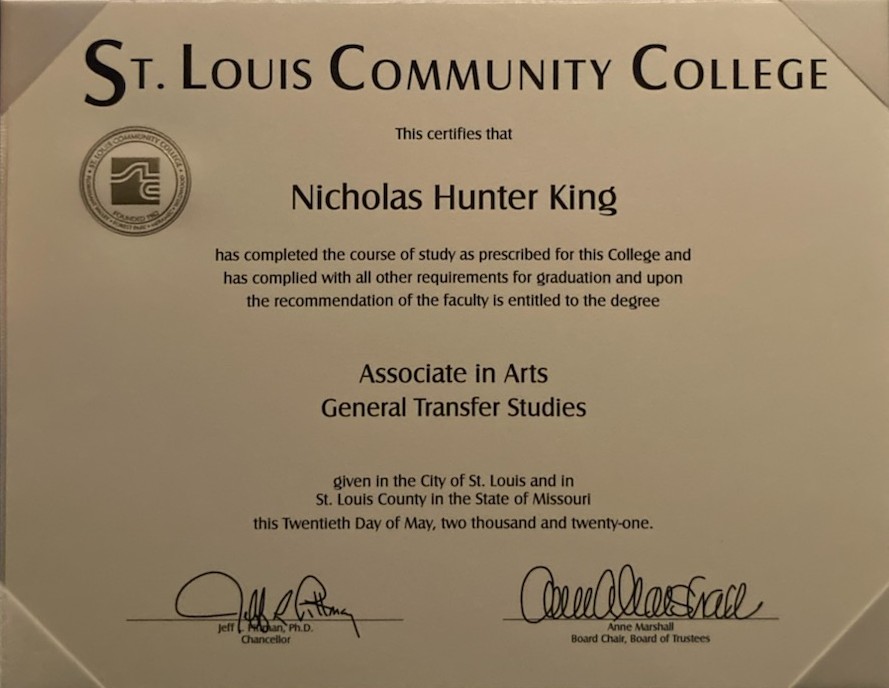 St. Louis Community College
ST. LOUIS COMMUNITY COLLEGE
FOUNDED 1962
This certifies that
Nicholas Hunter King
has completed the course of study as prescribed for this College and
has complied with all other requirements for graduation and upon
the recommendation of the faculty is entitled to the degree
Associate in Arts
General Transfer Studies
given in the City of St. Louis and in
St. Louis County in the State of Missouri
this Twentieth Day of May, two thousand and twenty-one.
Jeff L. Pittman, Ph.D.
Chancellor
Anne Marshall
Board Chair, Board of Trustees